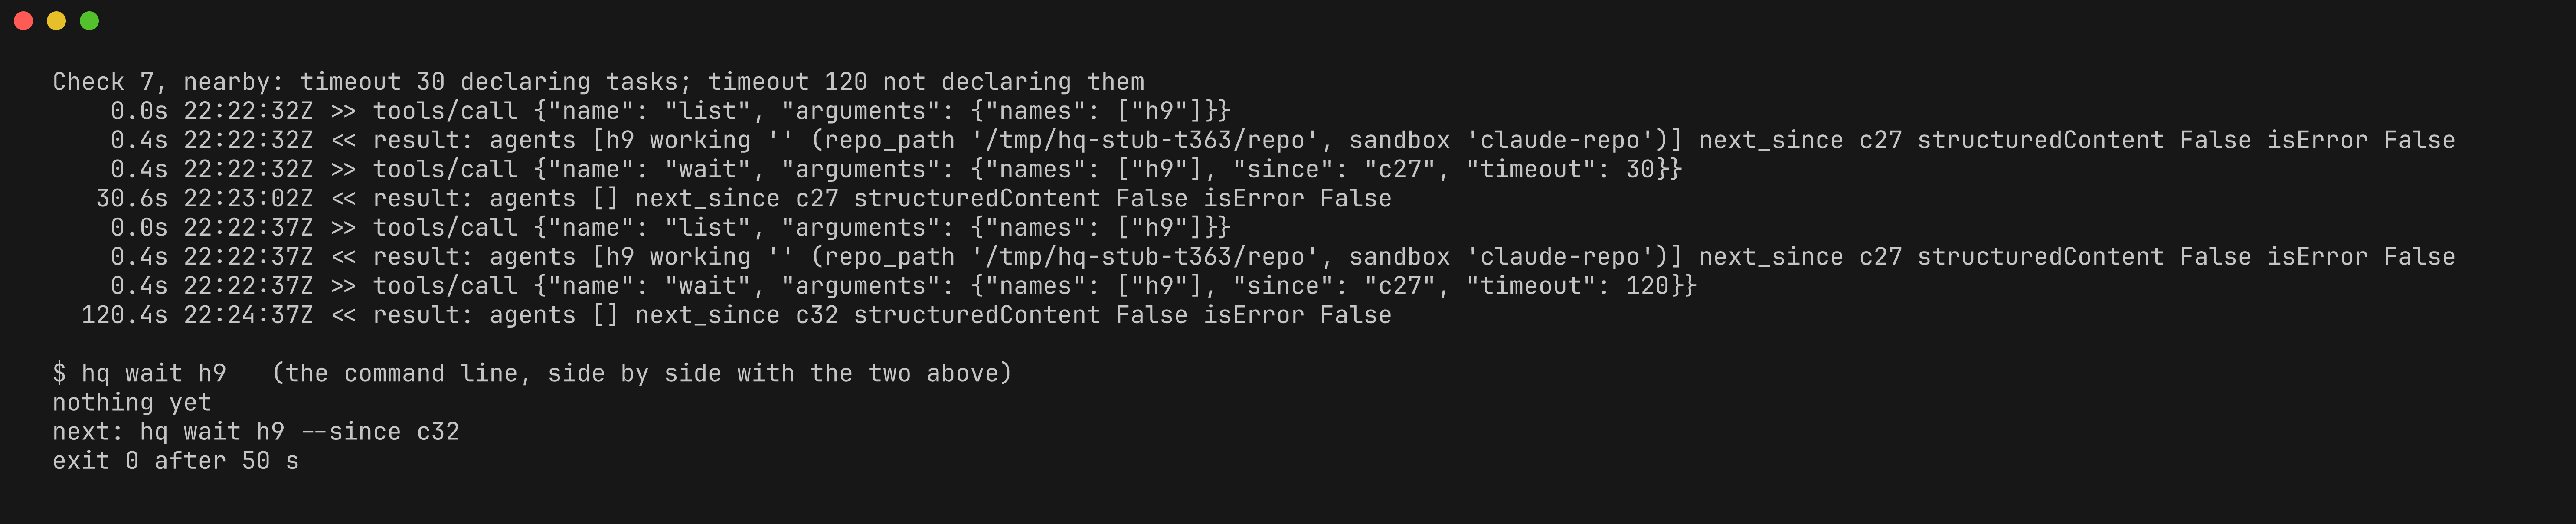 Check 7, nearby: timeout 30 declaring tasks; timeout 120 not declaring them
0.0s 22:22:32Z >> tools/call {"name": "list", "arguments": {"names": ["h9"]}}
0.4s 22:22:32Z << result: agents [h9 working '' (repo_path '/tmp/hq-stub-t363/repo', sandbox 'claude-repo')] next_since c27 structuredContent False isError False
0.4s 22:22:32Z >> tools/call {"name": "wait", "arguments": {"names": ["h9"], "since": "c27", "timeout": 30}}
30.6s 22:23:02Z << result: agents [] next_since c27 structuredContent False isError False
0.0s 22:22:37Z >> tools/call {"name": "list", "arguments": {"names": ["h9"]}}
0.4s 22:22:37Z << result: agents [h9 working '' (repo_path '/tmp/hq-stub-t363/repo', sandbox 'claude-repo')] next_since c27 structuredContent False isError False
0.4s 22:22:37Z >> tools/call {"name": "wait", "arguments": {"names": ["h9"], "since": "c27", "timeout": 120}}
120.4s 22:24:37Z << result: agents [] next_since c32 structuredContent False isError False
$ hq wait h9   (the command line, side by side with the two above)
nothing yet
next: hq wait h9 --since c32
exit 0 after 50 s